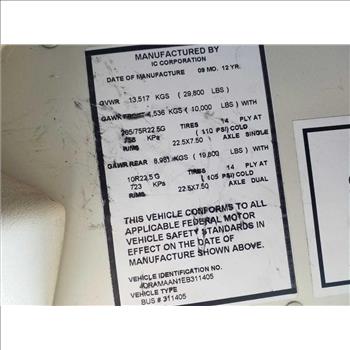 MANUFACTURED BY
IC CORPORATION
DATE OF MANUFACTURE 09 MO. 12 YR.
GVWR 13,517 KGS ( 29,800 LBS)
GAWR FRONT 4,536 KGS ( 10,000 LBS) WITH
265/75R22.5G TIRES 14 PLY AT
758 KPs ( 110 PSI) COLD
RIMS 22.5X7.50 AXLE SINGLE
GAWR REAR 8,981 KGS ( 19,800 LBS) WITH
10R22.5 G TIRES 14 PLY AT
723 KPs ( 105 PSI) COLD
RIMS 22.5X7.50 AXLE DUAL
THIS VEHICLE CONFORMS TO ALL
APPLICABLE FEDERAL MOTOR
VEHICLE SAFETY STANDARDS IN
EFFECT ON THE DATE OF
MANUFACTURE SHOWN ABOVE.
VEHICLE IDENTIFICATION NO.
4DRAMAAN1EB311405
VEHICLE TYPE
BUS # 311405